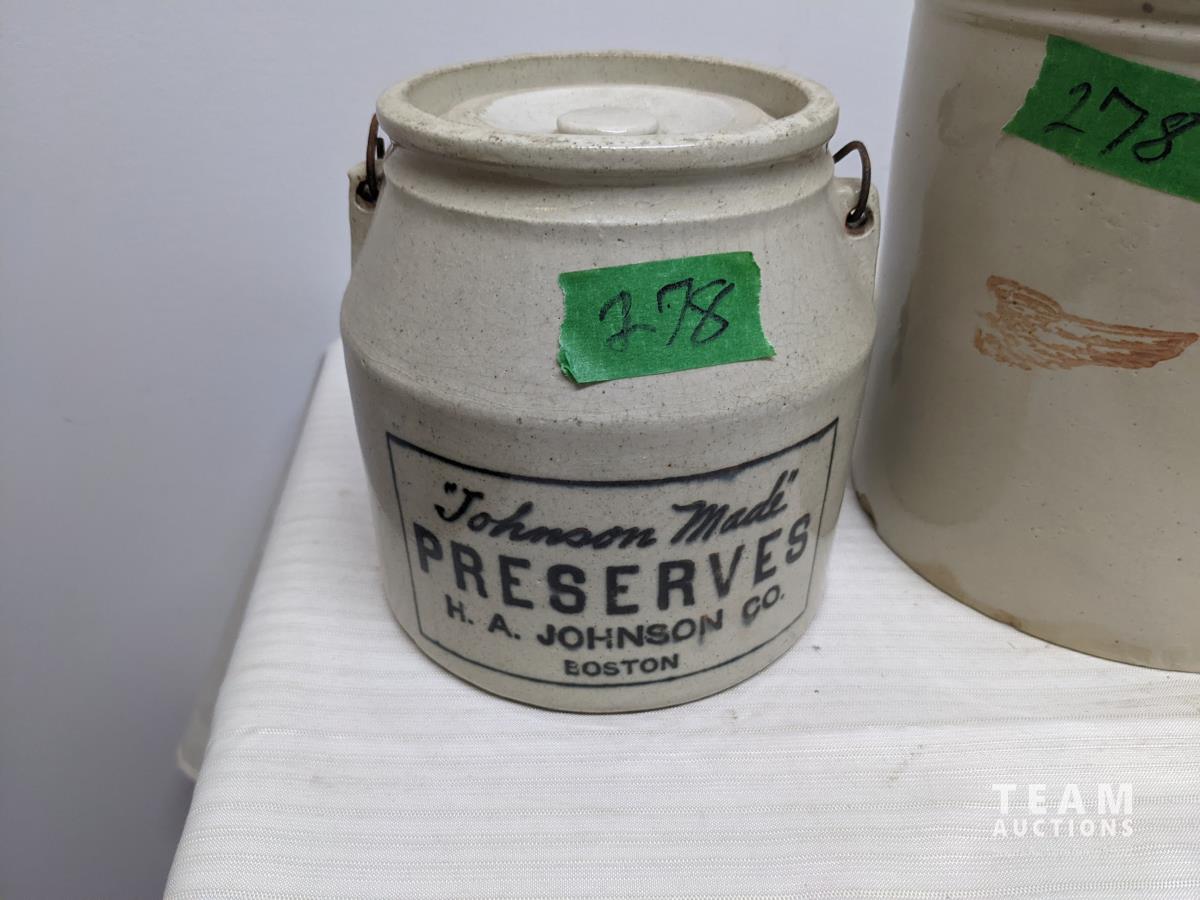 278
278
"Johnson Made"
PRESERVES
H. A. JOHNSON CO.
BOSTON
TEAM
AUCTIONS